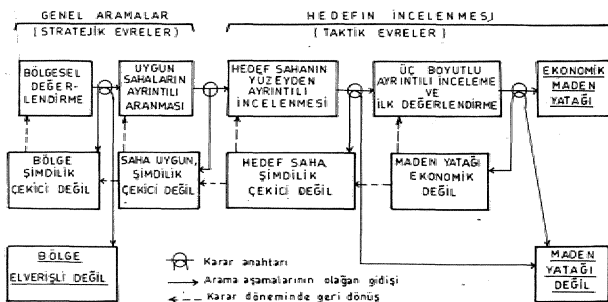 GENEL ARAMALAR
(STRATEJİK EVRELER)
HEDEFİN İNCELENMESİ
(TAKTİK EVRELER)
BÖLGESEL
DEĞER-
LENDİRME
UYGUN
SAHALARIN
AYRINTILI
ARANMASI
HEDEF SAHANIN
YÜZEYDEN
AYRINTILI
İNCELENMESİ
ÜÇ BOYUTLU
AYRINTILI İNCELEME
VE
İLK DEĞERLENDİRME
EKONOMİK
MADEN
YATAĞI
BÖLGE
ŞİMDİLİK
ÇEKİCİ DEĞİL
SAHA UYGUN,
ŞİMDİLİK
ÇEKİCİ DEĞİL
HEDEF SAHA
ŞİMDİLİK
ÇEKİCİ DEĞİL
MADEN YATAĞI
EKONOMİK
DEĞİL
BÖLGE
ELVERİŞLİ DEĞİL
MADEN
YATAĞI
DEĞİL
Karar anahtarı
Arama aşamalarının olağan gidişi
Karar döneminde geri dönüş